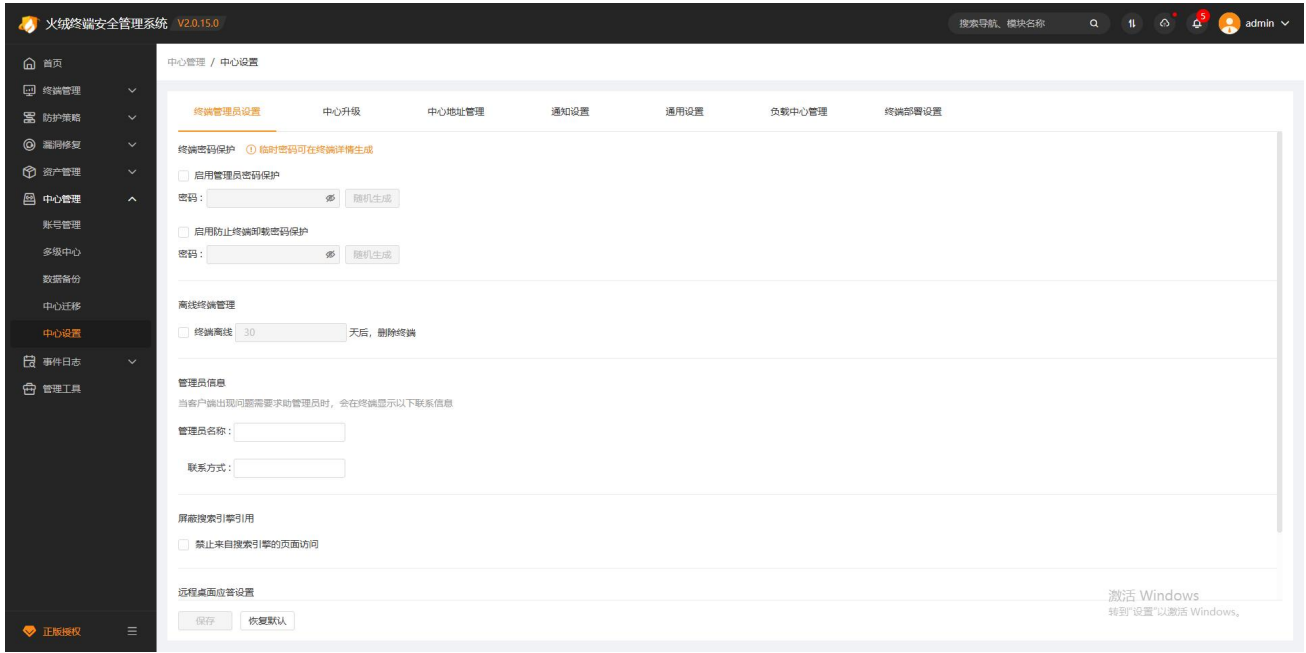 火绒终端安全管理系统 V2.0.15.0
搜索导航、模块名称
5
admin
首页
终端管理
防护策略
漏洞修复
资产管理
中心管理
账号管理
多级中心
数据备份
中心迁移
中心设置
事件日志
管理工具
正版授权
中心管理 / 中心设置
终端管理员设置 中心升级 中心地址管理 通知设置 通用设置 负载中心管理 终端部署设置
终端密码保护 临时密码可在终端详情生成
启用管理员密码保护
密码： 随机生成
启用防止终端卸载密码保护
密码： 随机生成
离线终端管理
终端离线 30 天后，删除终端
管理员信息
当客户端出现问题需要求助管理员时，会在终端显示以下联系信息
管理员名称：
联系方式：
屏蔽搜索引擎引用
禁止来自搜索引擎的页面访问
远程桌面应答设置
保存 恢复默认
激活 Windows
转到"设置"以激活 Windows。